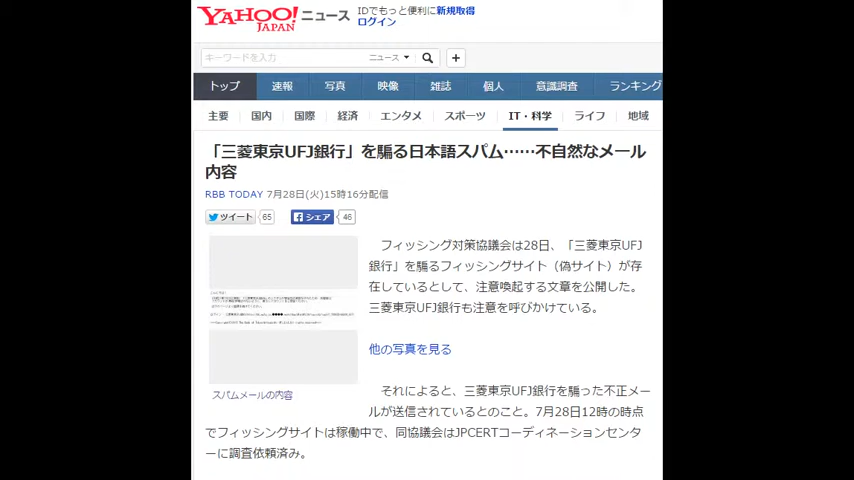 YAHOO! JAPAN ニュース
IDでもっと便利に新規取得
ログイン
キーワードを入力
ニュース
トップ 速報 写真 映像 雑誌 個人 意識調査 ランキング
主要 国内 国際 経済 エンタメ スポーツ IT・科学 ライフ 地域
「三菱東京UFJ銀行」を騙る日本語スパム……不自然なメール
内容
RBB TODAY 7月28日(火)15時16分配信
ツイート 65 シェア 46
フィッシング対策協議会は28日、「三菱東京UFJ
銀行」を騙るフィッシングサイト（偽サイト）が存
在しているとして、注意喚起する文章を公開した。
三菱東京UFJ銀行も注意を呼びかけている。
他の写真を見る
スパムメールの内容
それによると、三菱東京UFJ銀行を騙った不正メー
ルが送信されているとのこと。7月28日12時の時点
でフィッシングサイトは稼働中で、同協議会はJPCERTコーディネーションセンタ
ーに調査依頼済み。